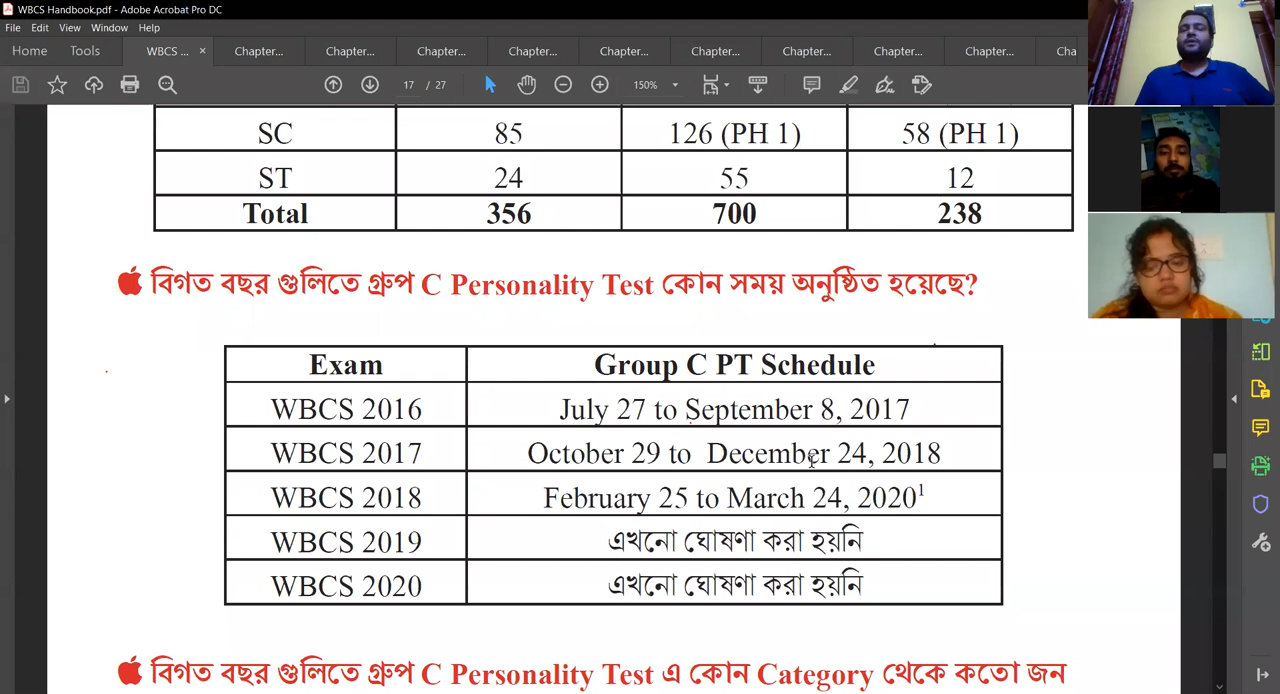 WBCS Handbook.pdf - Adobe Acrobat Pro DC
File Edit View Window Help
Home Tools WBCS ... × Chapter... Chapter... Chapter... Chapter... Chapter... Chapter... Chapter... Chapter... Chapter... Cha
17 / 27 150%
SC 85 126 (PH 1) 58 (PH 1)
ST 24 55 12
Total 356 700 238
বিগত বছর গুলিতে গ্রুপ C Personality Test কোন সময় অনুষ্ঠিত হয়েছে?
Exam Group C PT Schedule
WBCS 2016 July 27 to September 8, 2017
WBCS 2017 October 29 to December 24, 2018
WBCS 2018 February 25 to March 24, 2020¹
WBCS 2019 এখনো ঘোষণা করা হয়নি
WBCS 2020 এখনো ঘোষণা করা হয়নি
বিগত বছর গুলিতে গ্রুপ C Personality Test এ কোন Category থেকে কতো জন